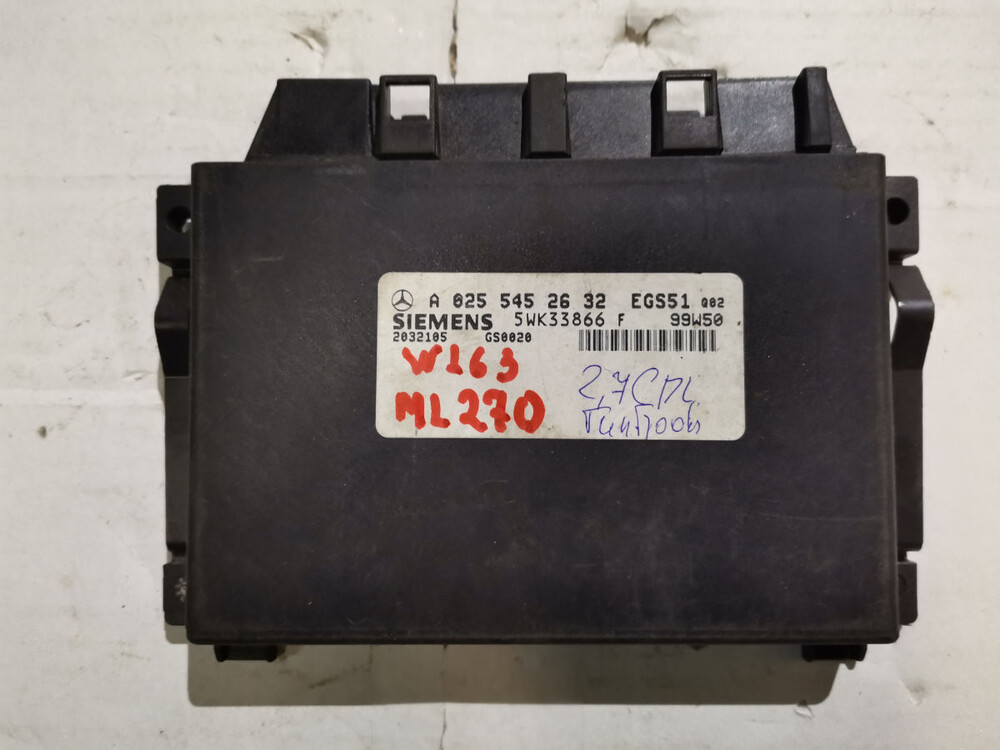 A 025 545 26 32 EGS51 Q02
SIEMENS 5WK33866 F 99W50
2032105 GS0020
W163
ML270
2,7CDI